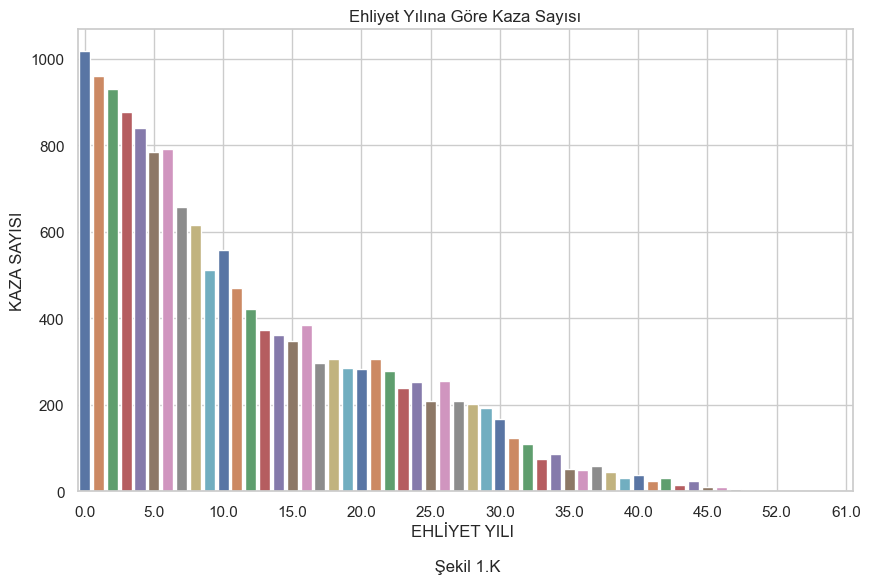 Ehliyet Yılına Göre Kaza Sayısı
KAZA SAYISI
1000
800
600
400
200
0
0.0 5.0 10.0 15.0 20.0 25.0 30.0 35.0 40.0 45.0 52.0 61.0
EHLİYET YILI
Şekil 1.K